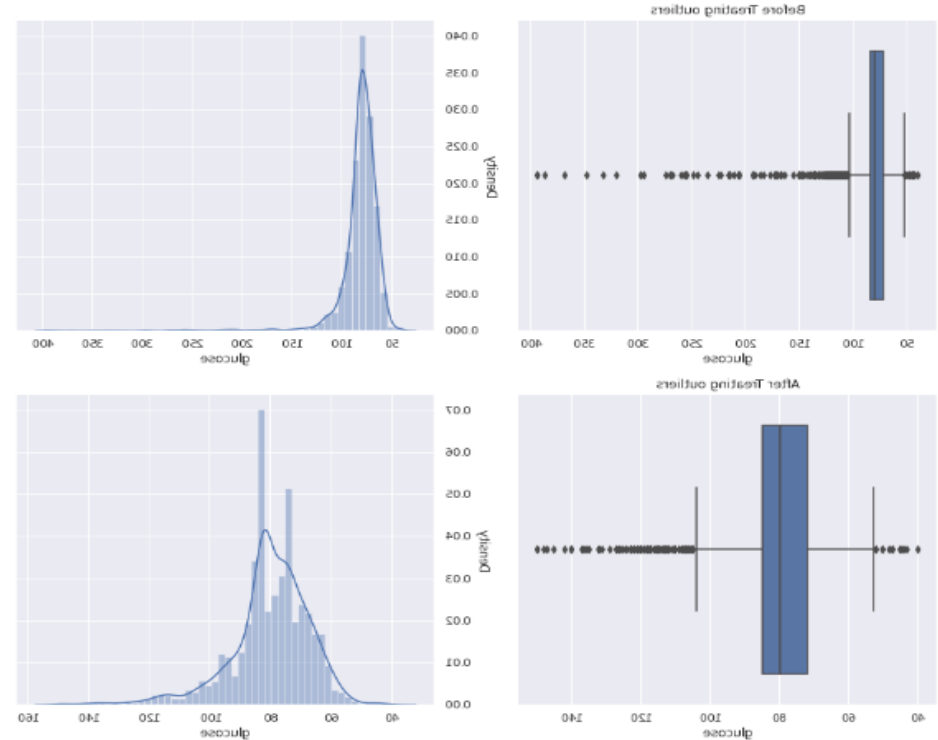 Before Treating outliers
50 100 150 200 250 300 350 400
glucose
Density
0.040
0.035
0.030
0.025
0.020
0.015
0.010
0.005
0.000
50 100 150 200 250 300 350 400
glucose
After Treating outliers
40 60 80 100 120 140
glucose
Density
0.07
0.06
0.05
0.04
0.03
0.02
0.01
0.00
40 60 80 100 120 140 160
glucose